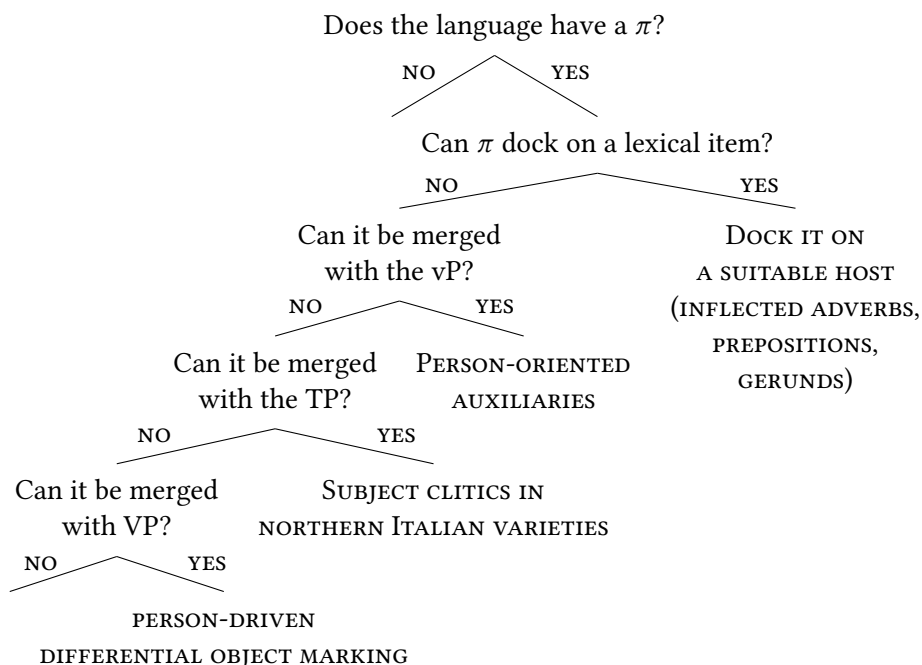 Does the language have a π?
NO YES
Can π dock on a lexical item?
NO YES
Can it be merged
with the vP?
DOCK IT ON
A SUITABLE HOST
(INFLECTED ADVERBS,
PREPOSITIONS,
GERUNDS)
NO YES
Can it be merged
with the TP?
PERSON-ORIENTED
AUXILIARIES
NO YES
Can it be merged
with VP?
SUBJECT CLITICS IN
NORTHERN ITALIAN VARIETIES
NO YES
PERSON-DRIVEN
DIFFERENTIAL OBJECT MARKING